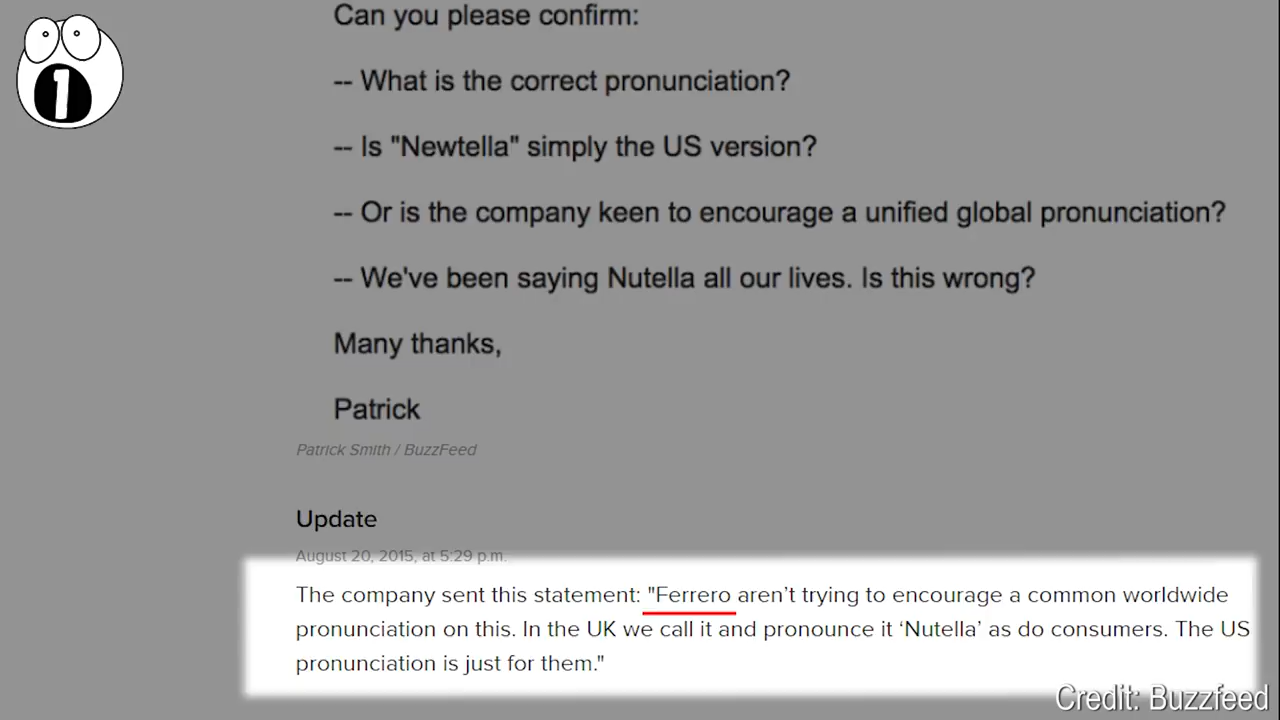 1
Can you please confirm:
-- What is the correct pronunciation?
-- Is "Newtella" simply the US version?
-- Or is the company keen to encourage a unified global pronunciation?
-- We've been saying Nutella all our lives. Is this wrong?
Many thanks,
Patrick
Patrick Smith / BuzzFeed
Update
August 20, 2015, at 5:29 p.m.
The company sent this statement: "Ferrero aren't trying to encourage a common worldwide
pronunciation on this. In the UK we call it and pronounce it ‘Nutella’ as do consumers. The US
pronunciation is just for them."
Credit: Buzzfeed